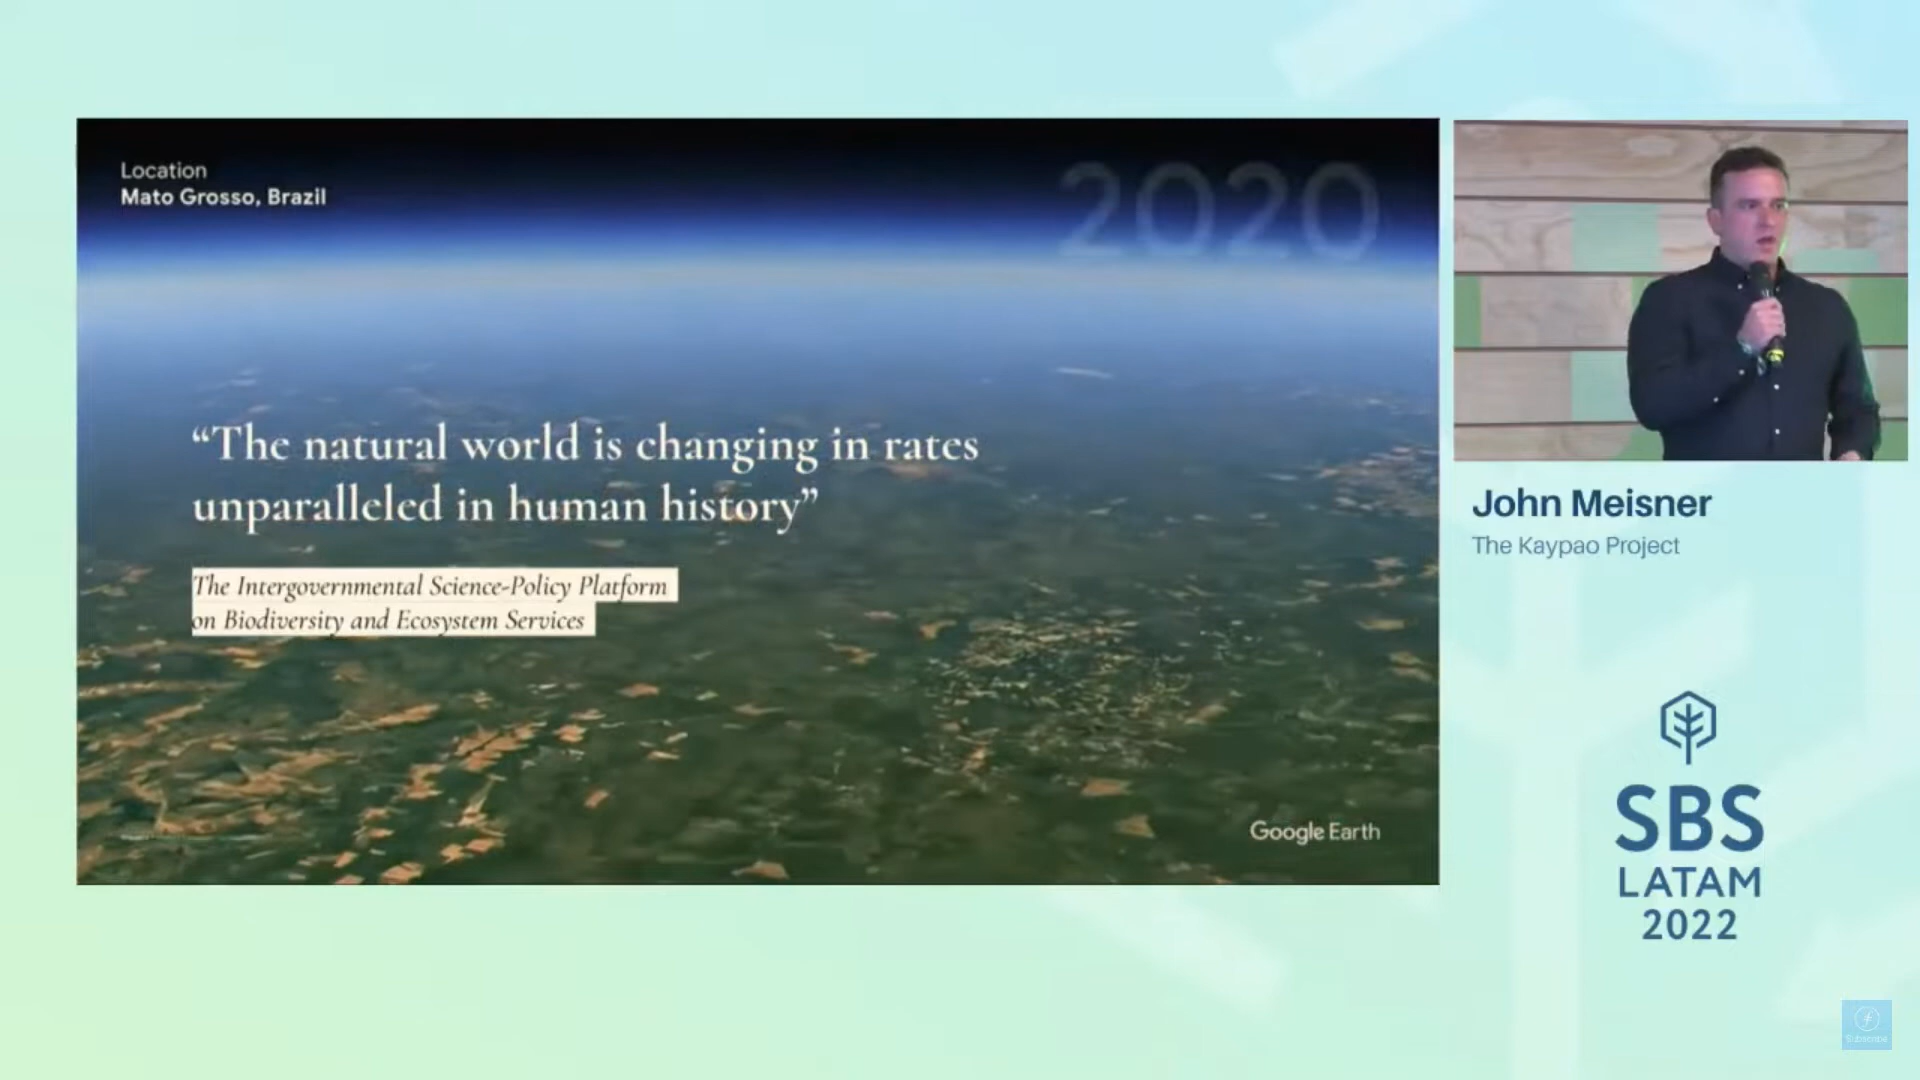 Location
Mato Grosso, Brazil
2020
“The natural world is changing in rates
unparalleled in human history”
The Intergovernmental Science-Policy Platform
on Biodiversity and Ecosystem Services
Google Earth
John Meisner
The Kaypao Project
SBS
LATAM
2022
Subscribe